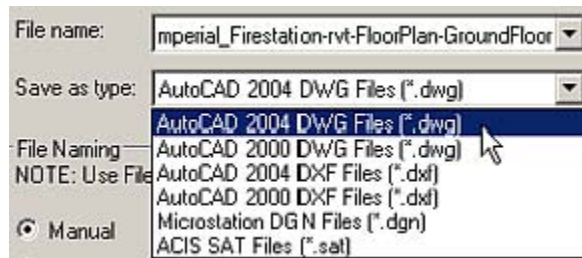 File name: mperial_Firestation-rvt-FloorPlan-GroundFloor
Save as type: AutoCAD 2004 DWG Files (*.dwg)
AutoCAD 2004 DWG Files (*.dwg)
File Naming AutoCAD 2000 DWG Files (*.dwg)
NOTE: Use File AutoCAD 2004 DXF Files (*.dxf)
AutoCAD 2000 DXF Files (*.dxf)
Manual Microstation DGN Files (*.dgn)
ACIS SAT Files (*.sat)